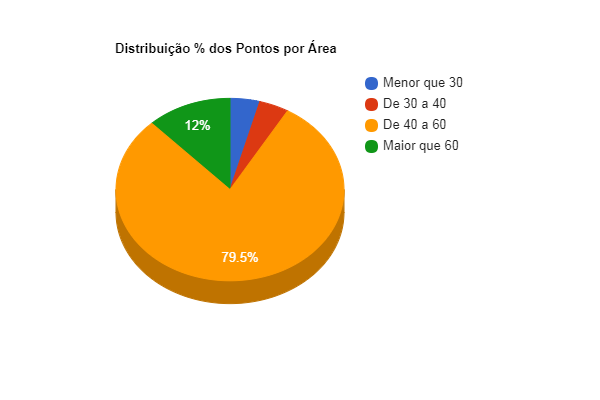 Distribuição % dos Pontos por Área
Menor que 30
De 30 a 40
De 40 a 60
Maior que 60
12%
79.5%